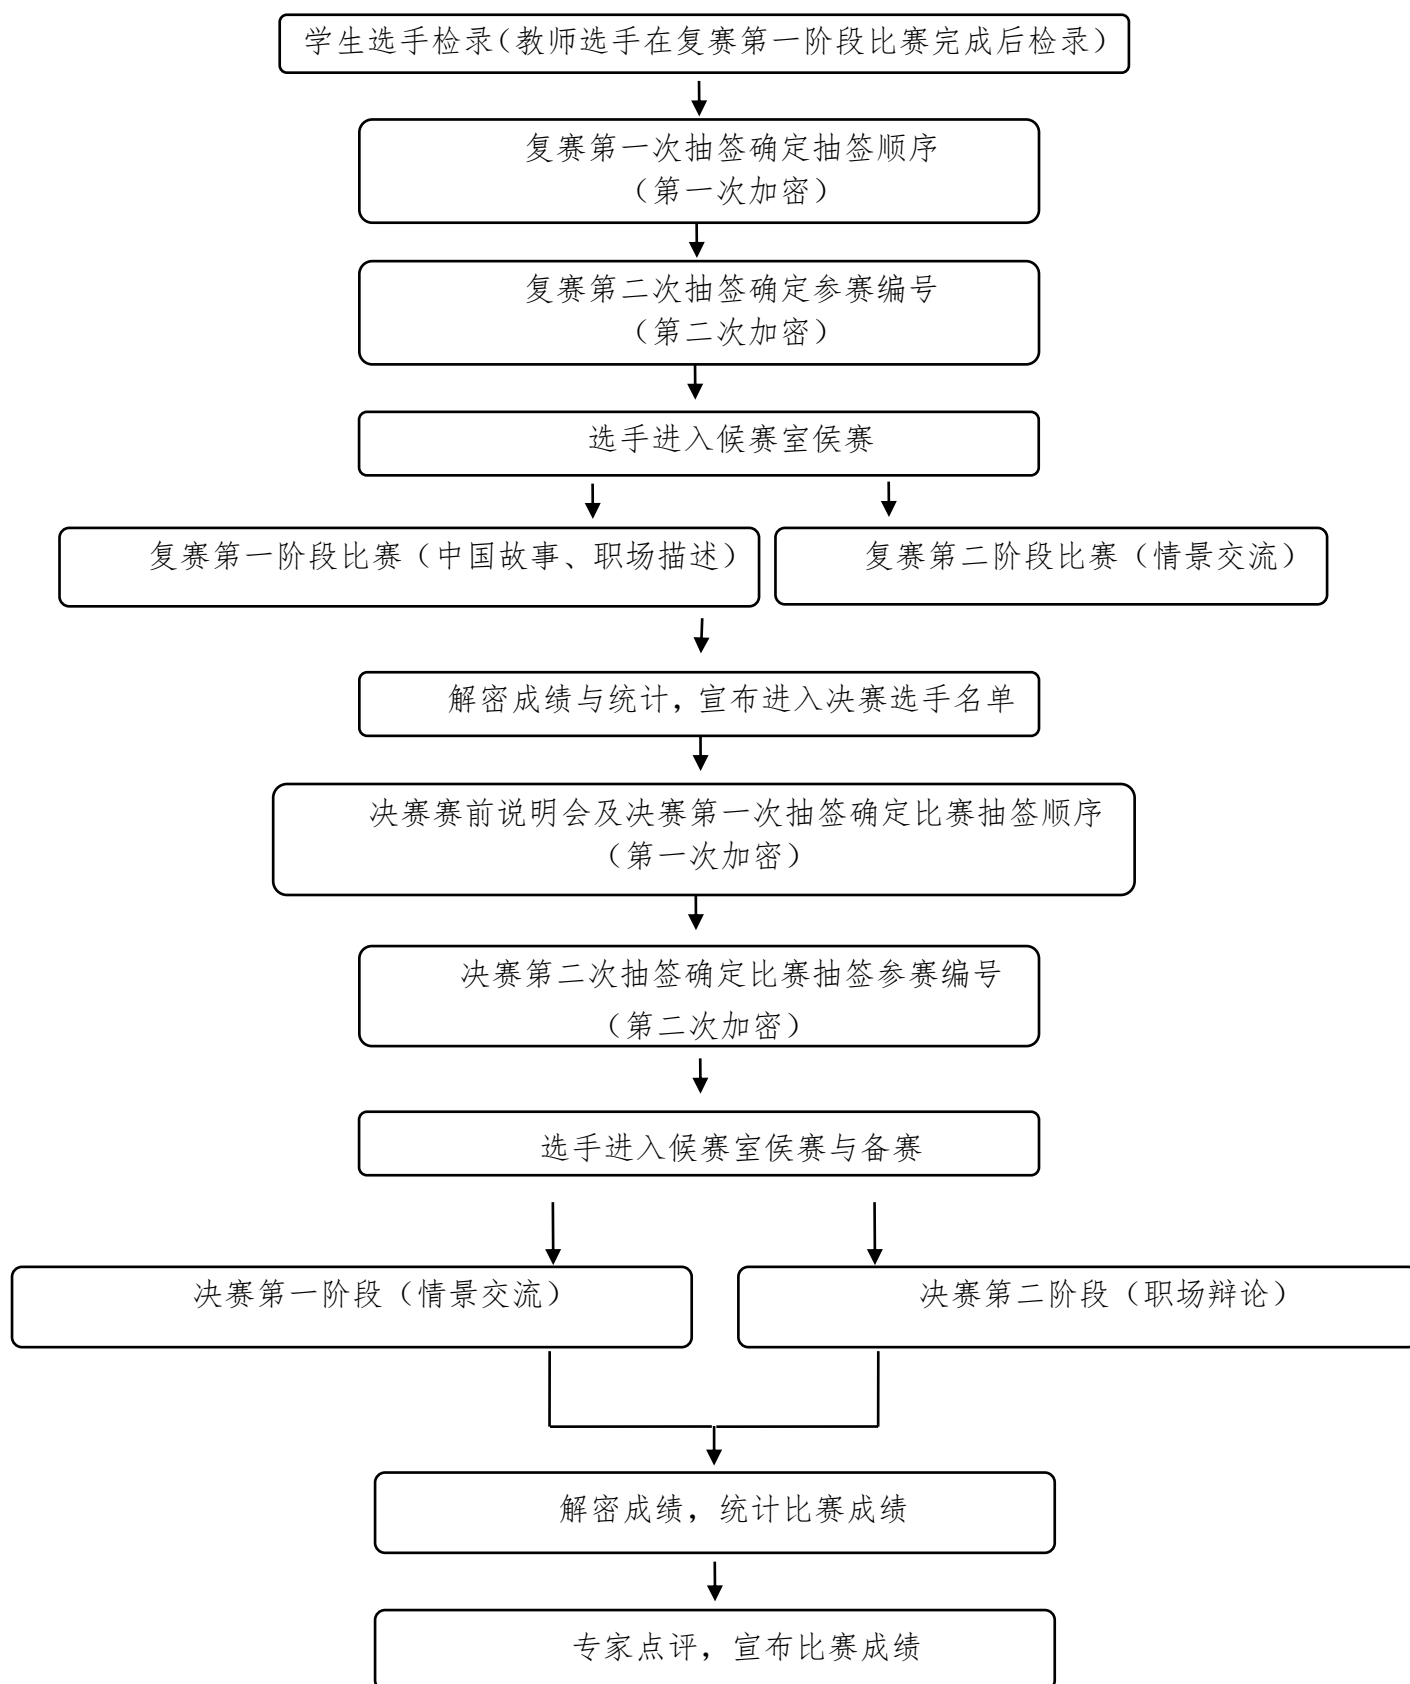 学生选手检录(教师选手在复赛第一阶段比赛完成后检录)
复赛第一次抽签确定抽签顺序
（第一次加密）
复赛第二次抽签确定参赛编号
（第二次加密）
选手进入候赛室侯赛
复赛第一阶段比赛（中国故事、职场描述）
复赛第二阶段比赛（情景交流）
解密成绩与统计，宣布进入决赛选手名单
决赛赛前说明会及决赛第一次抽签确定比赛抽签顺序
（第一次加密）
决赛第二次抽签确定比赛抽签参赛编号
（第二次加密）
选手进入候赛室侯赛与备赛
决赛第一阶段（情景交流）
决赛第二阶段（职场辩论）
解密成绩，统计比赛成绩
专家点评，宣布比赛成绩